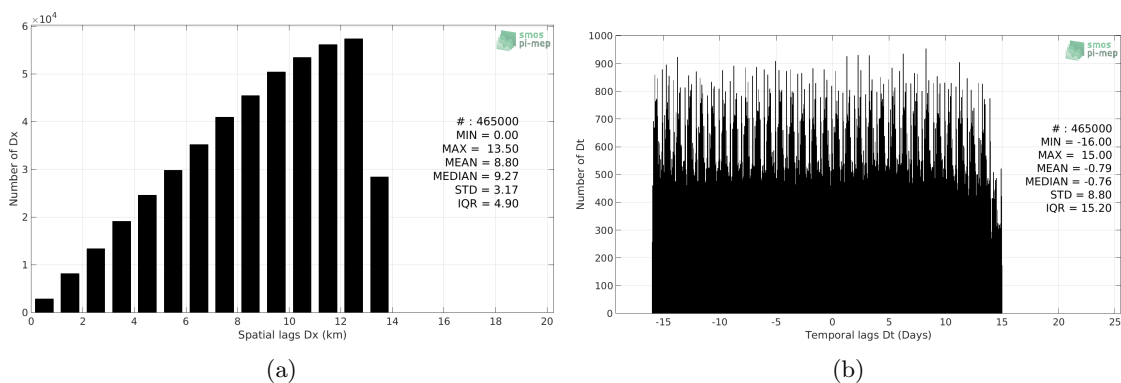 ×10⁴
6
5
4
3
2
1
0
Number of Dx
0 2 4 6 8 10 12 14 16 18 20
Spatial lags Dx (km)
smos
pi-mep
# : 465000
MIN = 0.00
MAX = 13.50
MEAN = 8.80
MEDIAN = 9.27
STD = 3.17
IQR = 4.90
(a)
1000
900
800
700
600
500
400
300
200
100
0
Number of Dt
-15 -10 -5 0 5 10 15 20 25
Temporal lags Dt (Days)
smos
pi-mep
# : 465000
MIN = -16.00
MAX = 15.00
MEAN = -0.79
MEDIAN = -0.76
STD = 8.80
IQR = 15.20
(b)